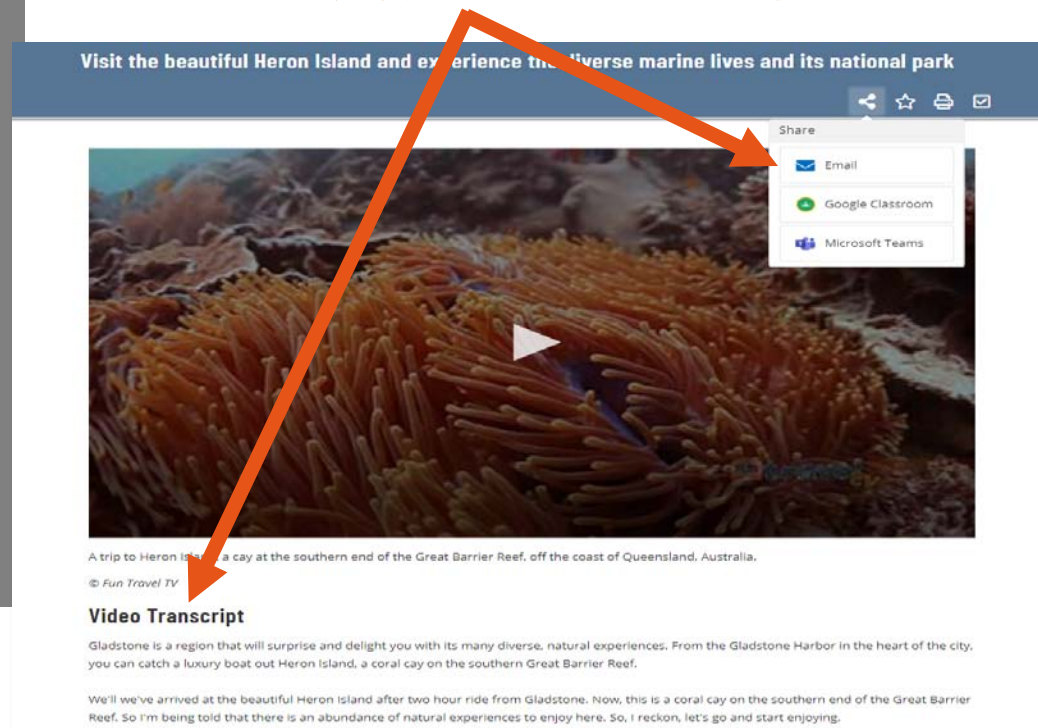 Visit the beautiful Heron Island and experience the diverse marine lives and its national park
Share
Email
Google Classroom
Microsoft Teams
A trip to Heron a cay at the southern end of the Great Barrier Reef, off the coast of Queensland, Australia.
© Fun Travel TV
Video Transcript
Gladstone is a region that will surprise and delight you with its many diverse, natural experiences. From the Gladstone Harbor in the heart of the city,
you can catch a luxury boat out Heron Island, a coral cay on the southern Great Barrier Reef.
We'll we've arrived at the beautiful Heron Island after two hour ride from Gladstone. Now, this is a coral cay on the southern end of the Great Barrier
Reef. So I'm being told that there is an abundance of natural experiences to enjoy here. So, I reckon, let's go and start enjoying.